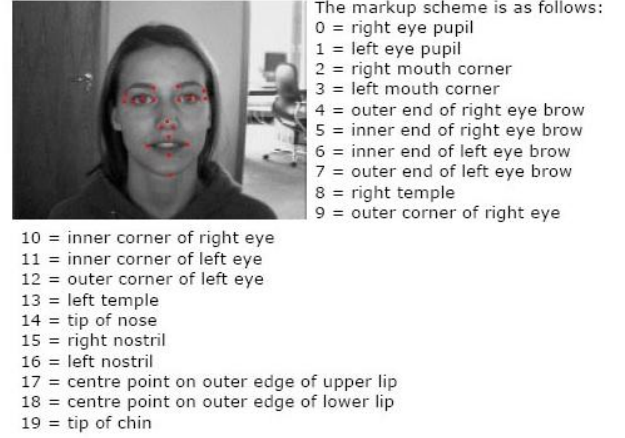 The markup scheme is as follows:
0 = right eye pupil
1 = left eye pupil
2 = right mouth corner
3 = left mouth corner
4 = outer end of right eye brow
5 = inner end of right eye brow
6 = inner end of left eye brow
7 = outer end of left eye brow
8 = right temple
9 = outer corner of right eye
10 = inner corner of right eye
11 = inner corner of left eye
12 = outer corner of left eye
13 = left temple
14 = tip of nose
15 = right nostril
16 = left nostril
17 = centre point on outer edge of upper lip
18 = centre point on outer edge of lower lip
19 = tip of chin